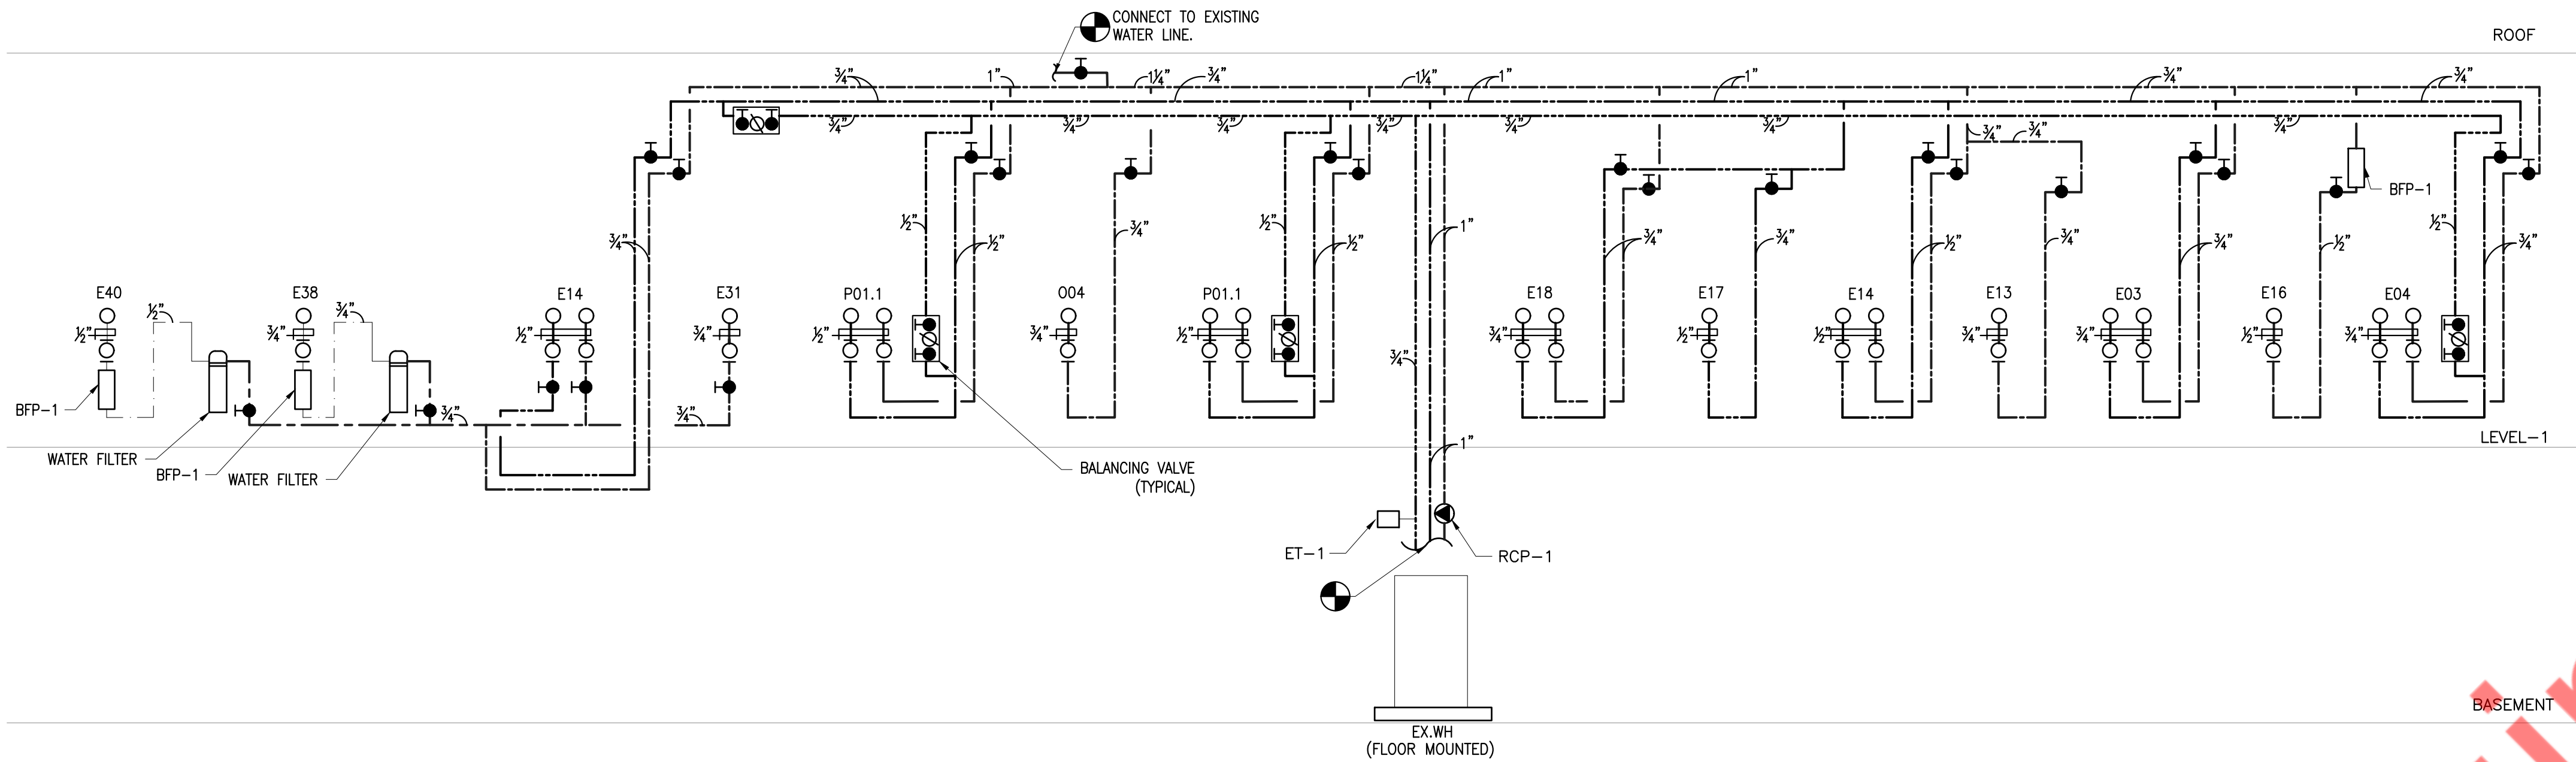 CONNECT TO EXISTING
WATER LINE.
ROOF
3/4" 1" 1 1/4" 3/4" 1 1/4" 1" 1" 3/4" 3/4"
3/4" 3/4" 3/4" 3/4" 3/4" 3/4" 3/4" 3/4" 3/4"
BFP-1
1/2" 3/4" 1/2" 1" 1/2"
3/4" 1/2" 1/2" 3/4" 3/4" 1/2" 3/4" 3/4" 1/2" 3/4"
E40 E38 E14 E31 P01.1 O04 P01.1 E18 E17 E14 E13 E03 E16 E04
1/2" 3/4"
1/2" 3/4" 1/2" 3/4" 1/2" 3/4" 1/2" 3/4" 1/2" 1/2" 3/4" 3/4" 1/2" 3/4"
3/4"
BFP-1
3/4" 3/4"
1"
LEVEL-1
WATER FILTER
BFP-1
WATER FILTER
BALANCING VALVE
(TYPICAL)
ET-1
RCP-1
BASEMENT
EX.WH
(FLOOR MOUNTED)